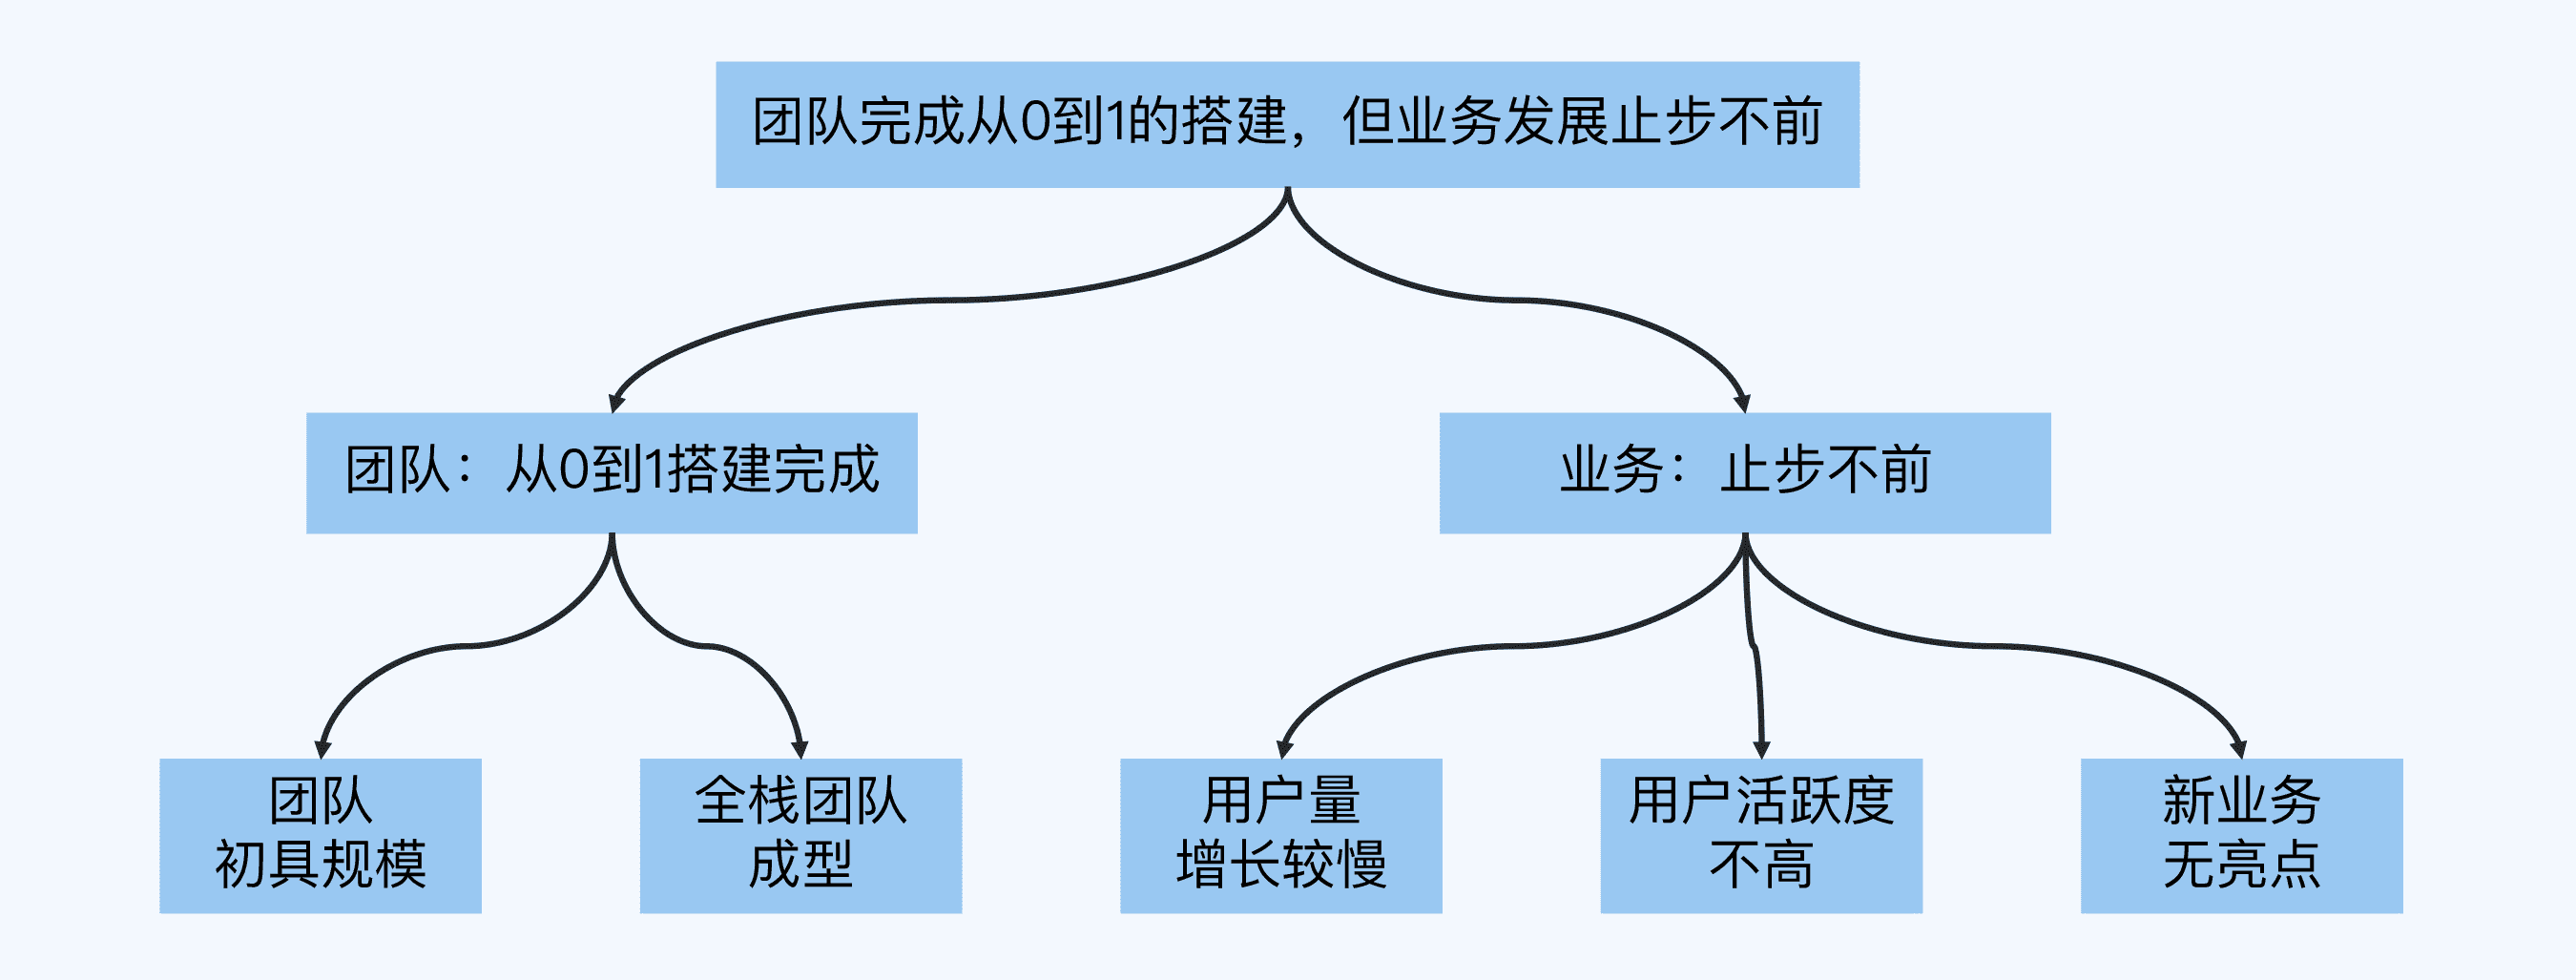 团队完成从0到1的搭建，但业务发展止步不前
团队：从0到1搭建完成
业务：止步不前
团队
初具规模
全栈团队
成型
用户量
增长较慢
用户活跃度
不高
新业务
无亮点